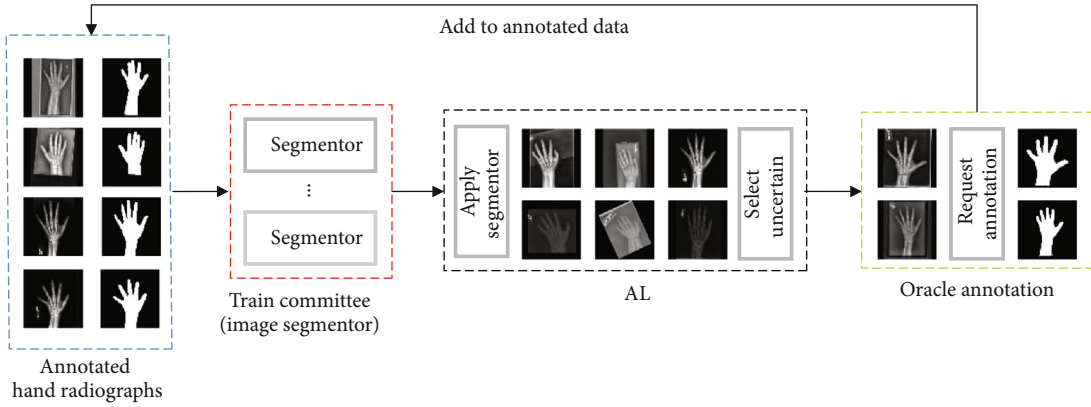 Add to annotated data
Segmentor
...
Segmentor
Apply
segmentor
Select
uncertain
Request
annotation
Train committee
(image segmentor)
AL
Oracle annotation
Annotated
hand radiographs